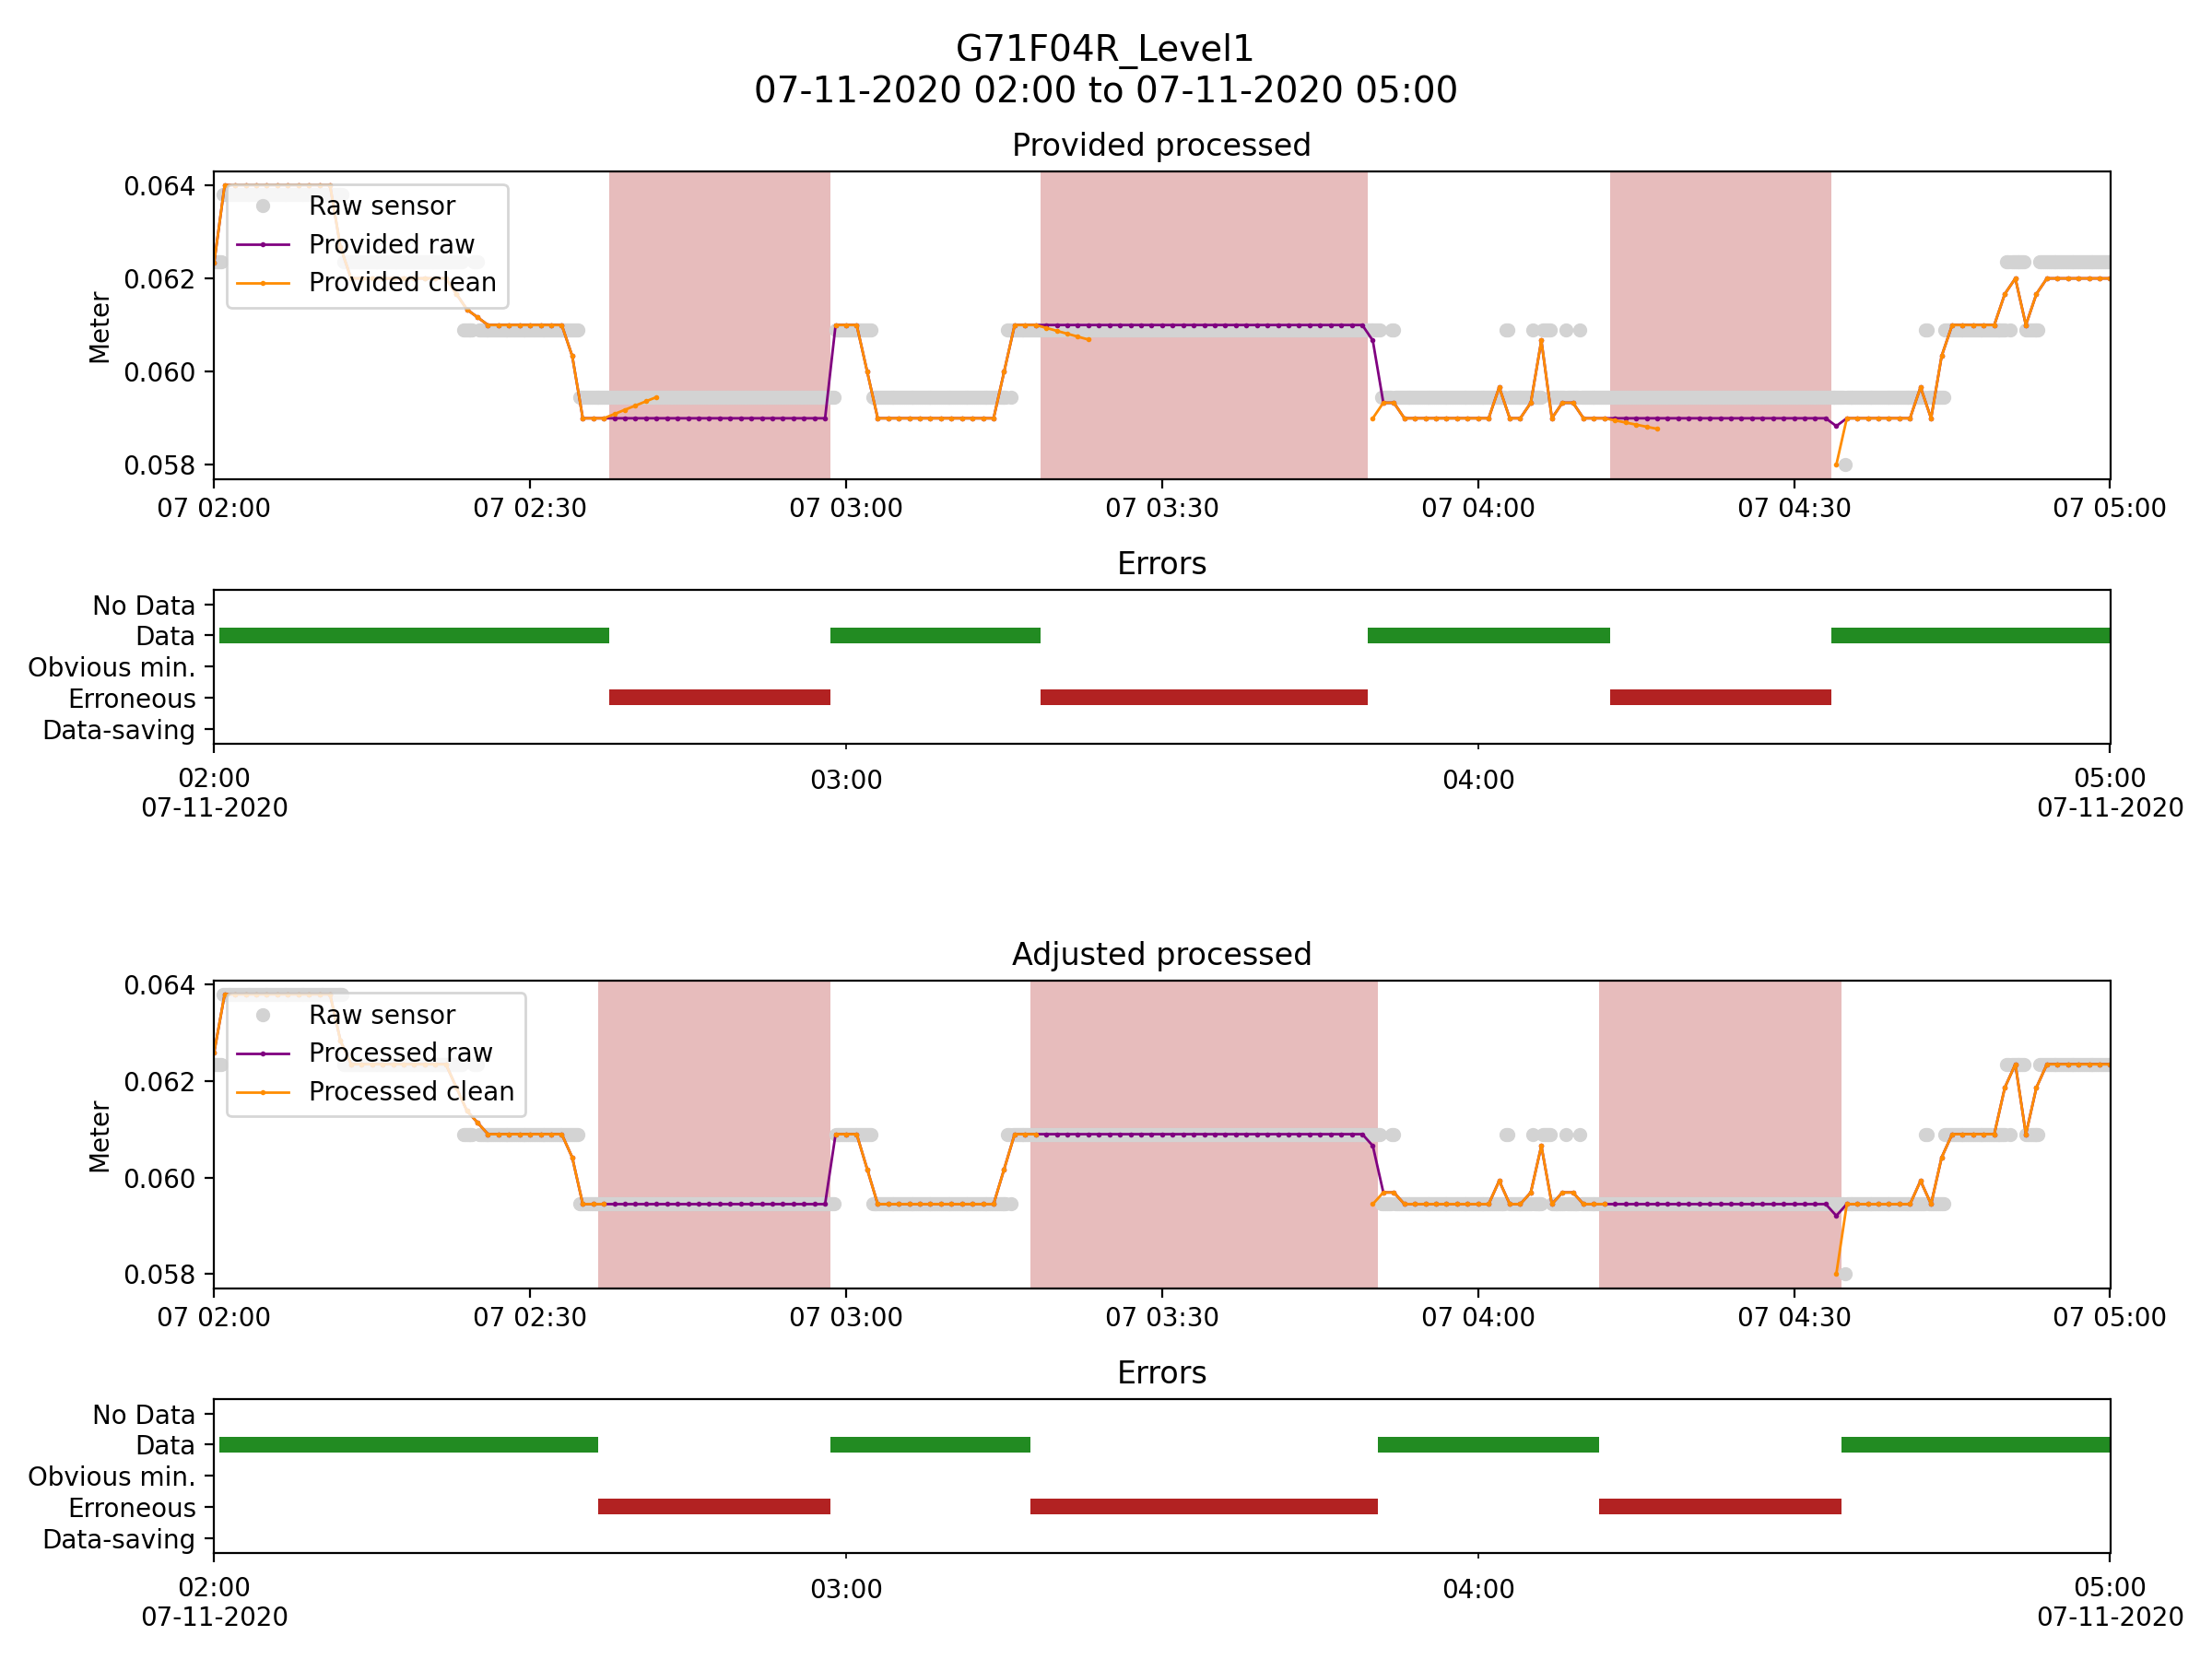 G71F04R_Level1
07-11-2020 02:00 to 07-11-2020 05:00
Provided processed
Meter
0.064
0.062
0.060
0.058
Raw sensor
Provided raw
Provided clean
07 02:00 07 02:30 07 03:00 07 03:30 07 04:00 07 04:30 07 05:00
Errors
No Data
Data
Obvious min.
Erroneous
Data-saving
02:00 03:00 04:00 05:00
07-11-2020 07-11-2020
Adjusted processed
Meter
0.064
0.062
0.060
0.058
Raw sensor
Processed raw
Processed clean
07 02:00 07 02:30 07 03:00 07 03:30 07 04:00 07 04:30 07 05:00
Errors
No Data
Data
Obvious min.
Erroneous
Data-saving
02:00 03:00 04:00 05:00
07-11-2020 07-11-2020